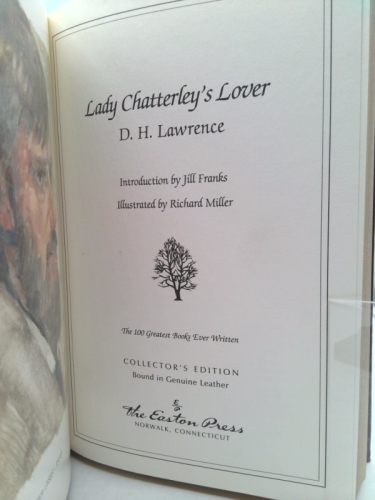 Lady Chatterley's Lover
D. H. Lawrence
Introduction by Jill Franks
Illustrated by Richard Miller
The 100 Greatest Books Ever Written
COLLECTOR'S EDITION
Bound in Genuine Leather
E
P
The Easton Press
NORWALK, CONNECTICUT